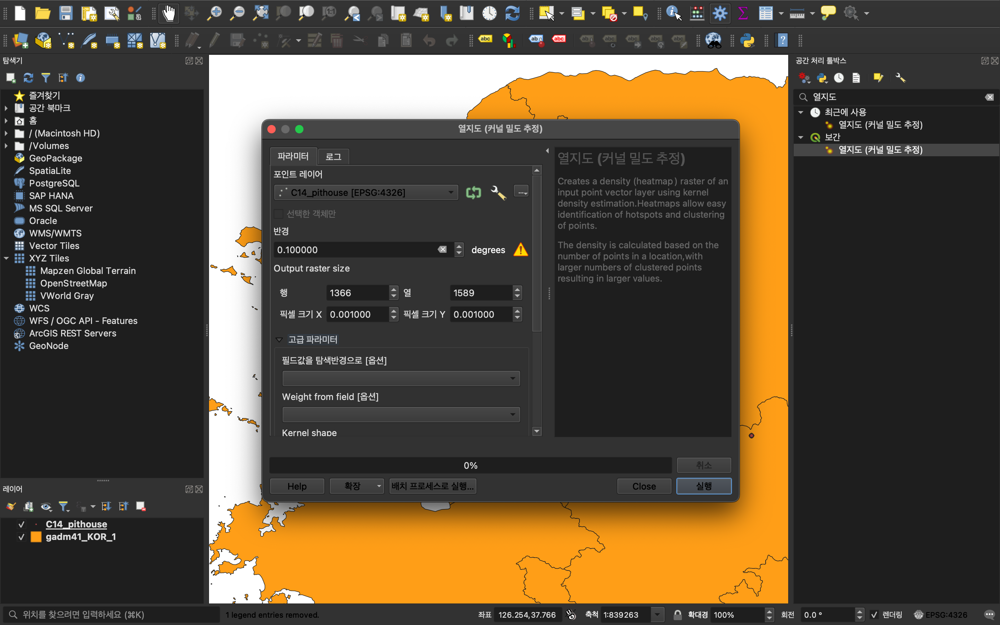 탐색기
즐겨찾기
공간 북마크
홈
/ (Macintosh HD)
/Volumes
GeoPackage
SpatiaLite
PostgreSQL
SAP HANA
MS SQL Server
Oracle
WMS/WMTS
Vector Tiles
XYZ Tiles
Mapzen Global Terrain
OpenStreetMap
VWorld Gray
WCS
WFS / OGC API - Features
ArcGIS REST Servers
GeoNode
레이어
C14_pithouse
gadm41_KOR_1
열지도 (커널 밀도 추정)
파라미터 로그
포인트 레이어
C14_pithouse [EPSG:4326]
선택한 객체만
반경
0.100000 degrees
Output raster size
행 1366 열 1589
픽셀 크기 X 0.001000 픽셀 크기 Y 0.001000
고급 파라미터
필드값을 탐색반경으로 [옵션]
Weight from field [옵션]
Kernel shape
열지도 (커널 밀도 추정)
Creates a density (heatmap) raster of an
input point vector layer using kernel
density estimation.Heatmaps allow easy
identification of hotspots and clustering
of points.
The density is calculated based on the
number of points in a location,with
larger numbers of clustered points
resulting in larger values.
0% 취소
Help 확장 배치 프로세스로 실행... Close 실행
공간 처리 툴박스
열지도
최근에 사용
열지도 (커널 밀도 추정)
보간
열지도 (커널 밀도 추정)
위치를 찾으려면 입력하세요 (⌘K) 1 legend entries removed. 좌표 126.254,37.766 축척 1:839263 확대경 100% 회전 0.0 ° 렌더링 EPSG:4326